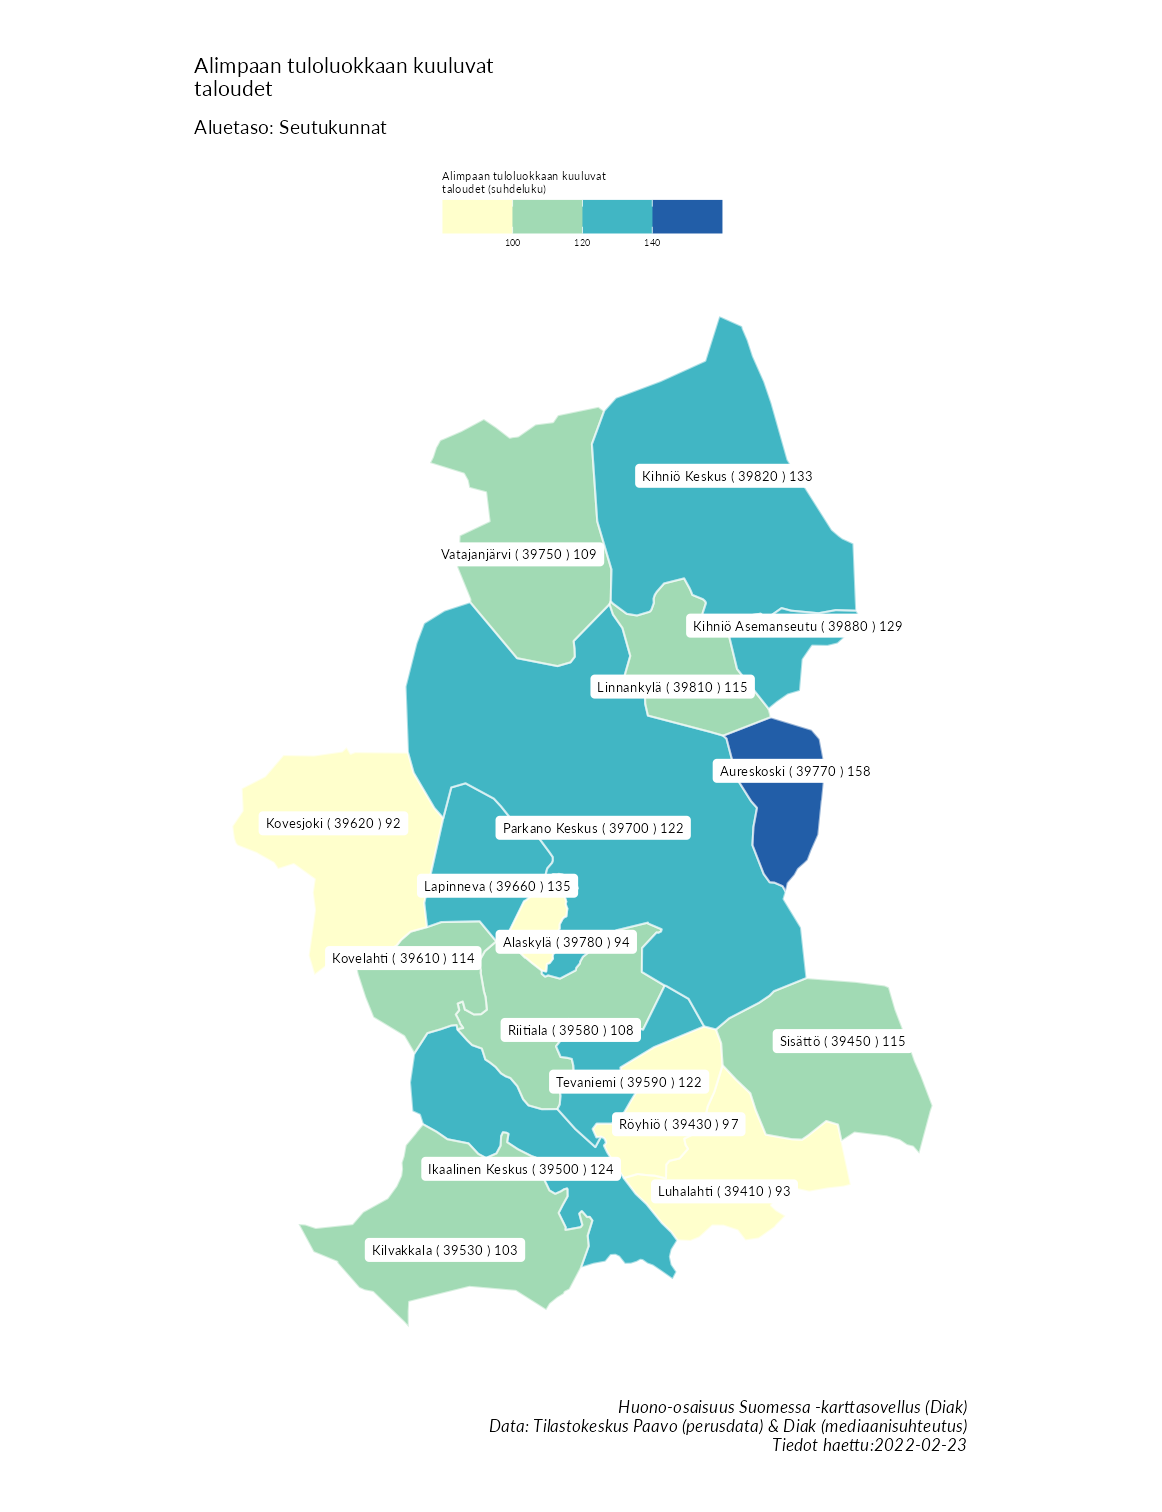 Alimpaan tuloluokkaan kuuluvat
taloudet
Aluetaso: Seutukunnat
Alimpaan tuloluokkaan kuuluvat
taloudet (suhdeluku)
100 120 140
Kihniö Keskus ( 39820 ) 133
Vatajanjärvi ( 39750 ) 109
Kihniö Asemanseutu ( 39880 ) 129
Linnankylä ( 39810 ) 115
Aureskoski ( 39770 ) 158
Kovesjoki ( 39620 ) 92
Parkano Keskus ( 39700 ) 122
Lapinneva ( 39660 ) 135
Alaskylä ( 39780 ) 94
Kovelahti ( 39610 ) 114
Riitiala ( 39580 ) 108
Sisättö ( 39450 ) 115
Tevaniemi ( 39590 ) 122
Röyhiö ( 39430 ) 97
Ikaalinen Keskus ( 39500 ) 124
Luhalahti ( 39410 ) 93
Kilvakkala ( 39530 ) 103
Huono-osaisuus Suomessa -karttasovellus (Diak)
Data: Tilastokeskus Paavo (perusdata) & Diak (mediaanisuhteutus)
Tiedot haettu:2022-02-23